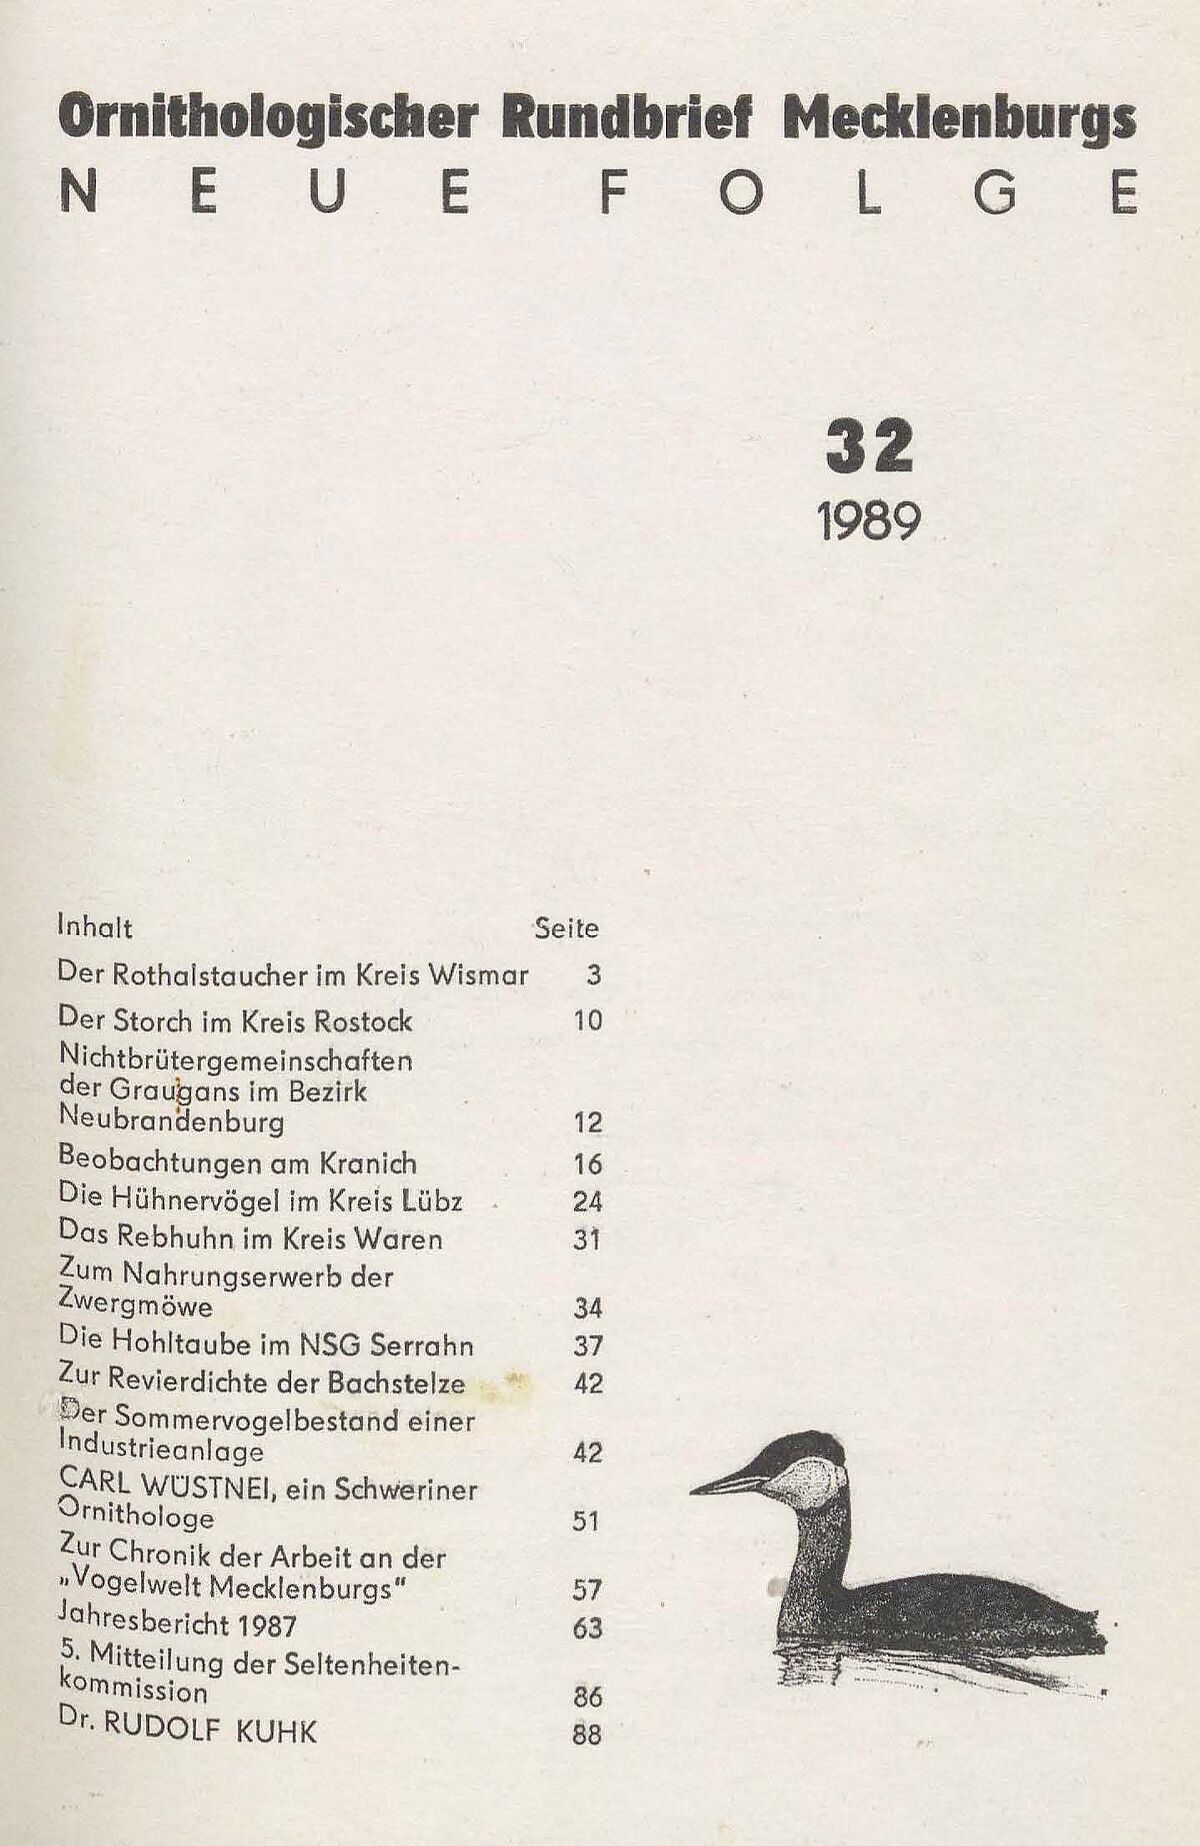 Ornithologischer Rundbrief Mecklenburgs
NEUE FOLGE
32
1989
Inhalt Seite
Der Rothalstaucher im Kreis Wismar 3
Der Storch im Kreis Rostock 10
Nichtbrütergemeinschaften
der Graugans im Bezirk
Neubrandenburg 12
Beobachtungen am Kranich 16
Die Hühnervögel im Kreis Lübz 24
Das Rebhuhn im Kreis Waren 31
Zum Nahrungserwerb der
Zwergmöwe 34
Die Hohltaube im NSG Serrahn 37
Zur Revierdichte der Bachstelze 42
Der Sommervogelbestand einer
Industrieanlage 42
CARL WÜSTNEI, ein Schweriner
Ornithologe 51
Zur Chronik der Arbeit an der
„Vogelwelt Mecklenburgs“ 57
Jahresbericht 1987 63
5. Mitteilung der Seltenheiten-
kommission 86
Dr. RUDOLF KUHK 88